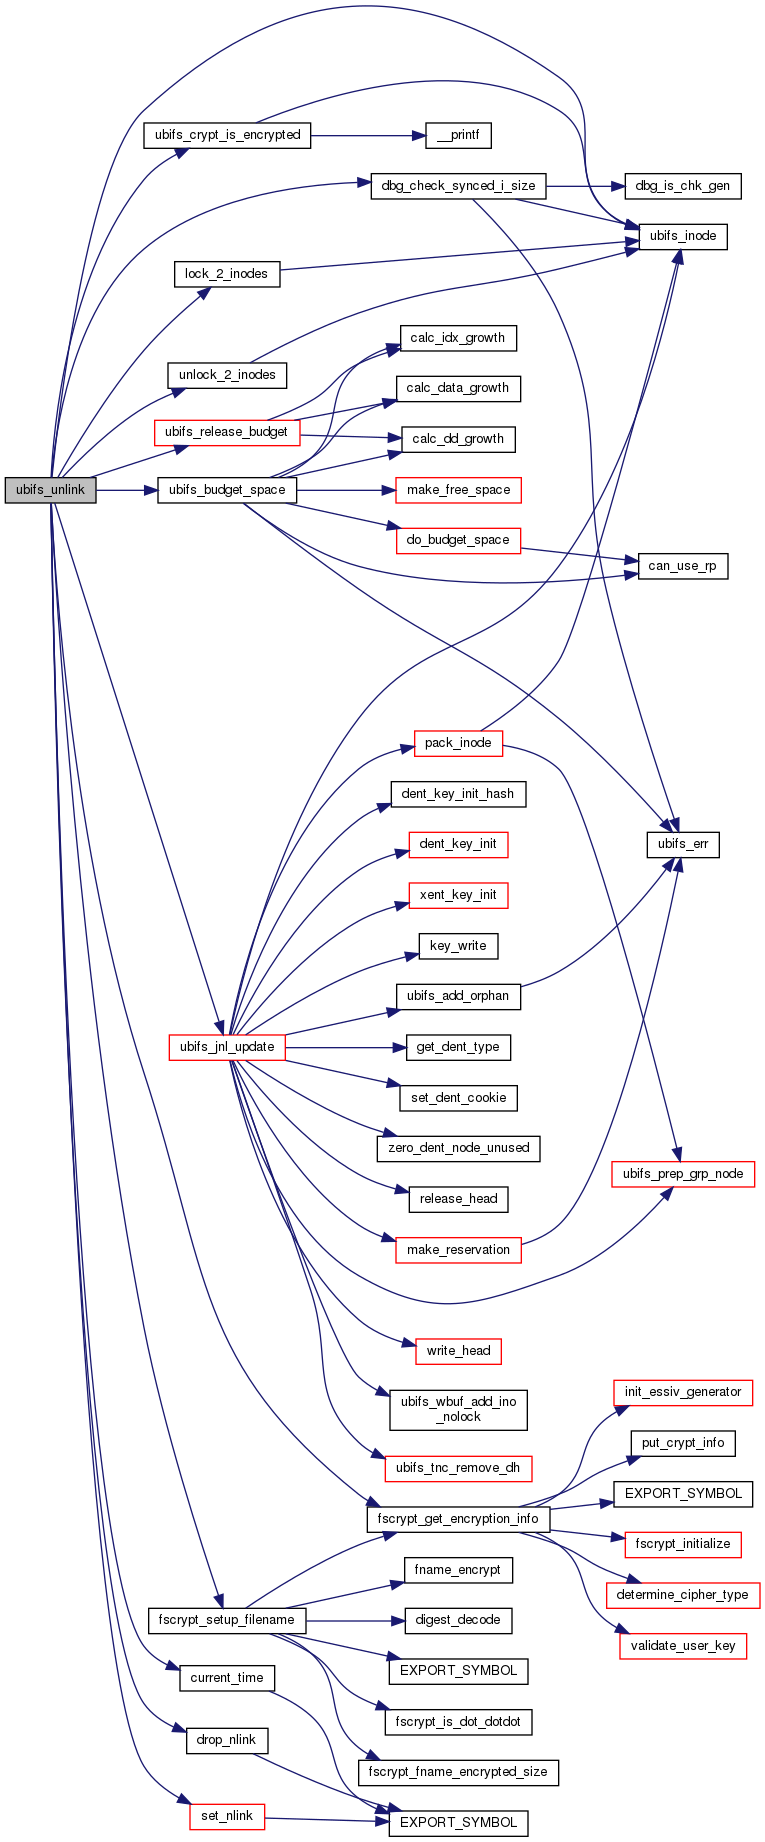 ubifs_crypt_is_encrypted
__printf
dbg_check_synced_i_size
dbg_is_chk_gen
ubifs_inode
lock_2_inodes
calc_idx_growth
unlock_2_inodes
calc_data_growth
ubifs_release_budget
calc_dd_growth
ubifs_unlink
ubifs_budget_space
make_free_space
do_budget_space
can_use_rp
pack_inode
dent_key_init_hash
dent_key_init
ubifs_err
xent_key_init
key_write
ubifs_add_orphan
ubifs_jnl_update
get_dent_type
set_dent_cookie
zero_dent_node_unused
ubifs_prep_grp_node
release_head
make_reservation
write_head
init_essiv_generator
ubifs_wbuf_add_ino
_nolock
put_crypt_info
ubifs_tnc_remove_dh
EXPORT_SYMBOL
fscrypt_get_encryption_info
fscrypt_initialize
fname_encrypt
determine_cipher_type
fscrypt_setup_filename
digest_decode
validate_user_key
EXPORT_SYMBOL
current_time
fscrypt_is_dot_dotdot
drop_nlink
fscrypt_fname_encrypted_size
set_nlink
EXPORT_SYMBOL